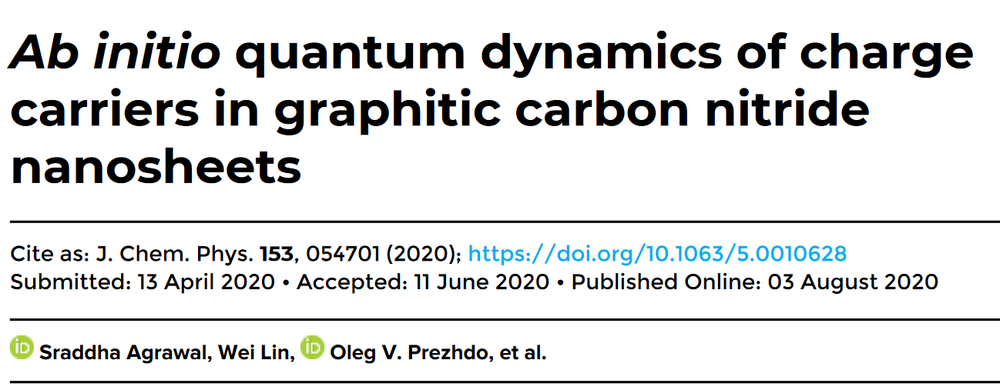 Ab initio quantum dynamics of charge
carriers in graphitic carbon nitride
nanosheets
Cite as: J. Chem. Phys. 153, 054701 (2020); https://doi.org/10.1063/5.0010628
Submitted: 13 April 2020 • Accepted: 11 June 2020 • Published Online: 03 August 2020
iD Sraddha Agrawal, Wei Lin, iD Oleg V. Prezhdo, et al.